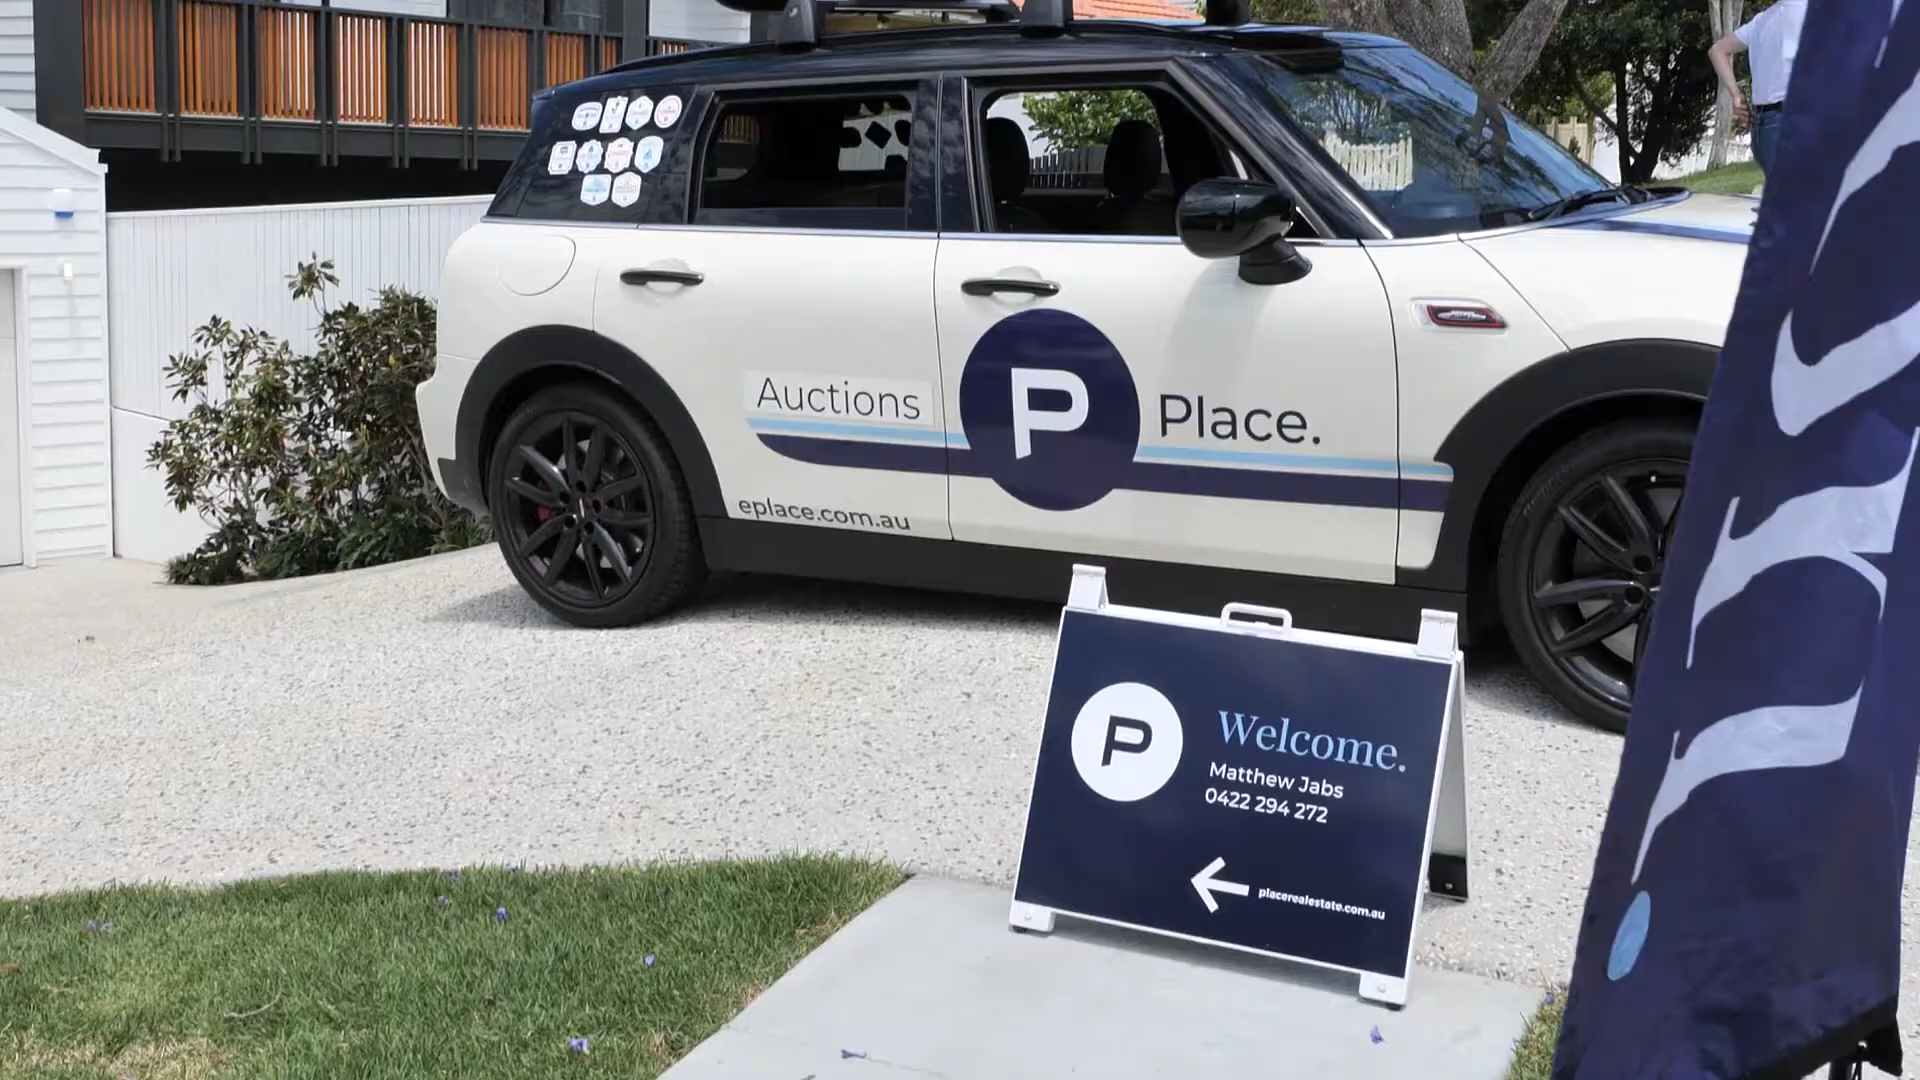 Auctions
P
Place.
eplace.com.au
P
Welcome.
Matthew Jabs
0422 294 272
placerealestate.com.au